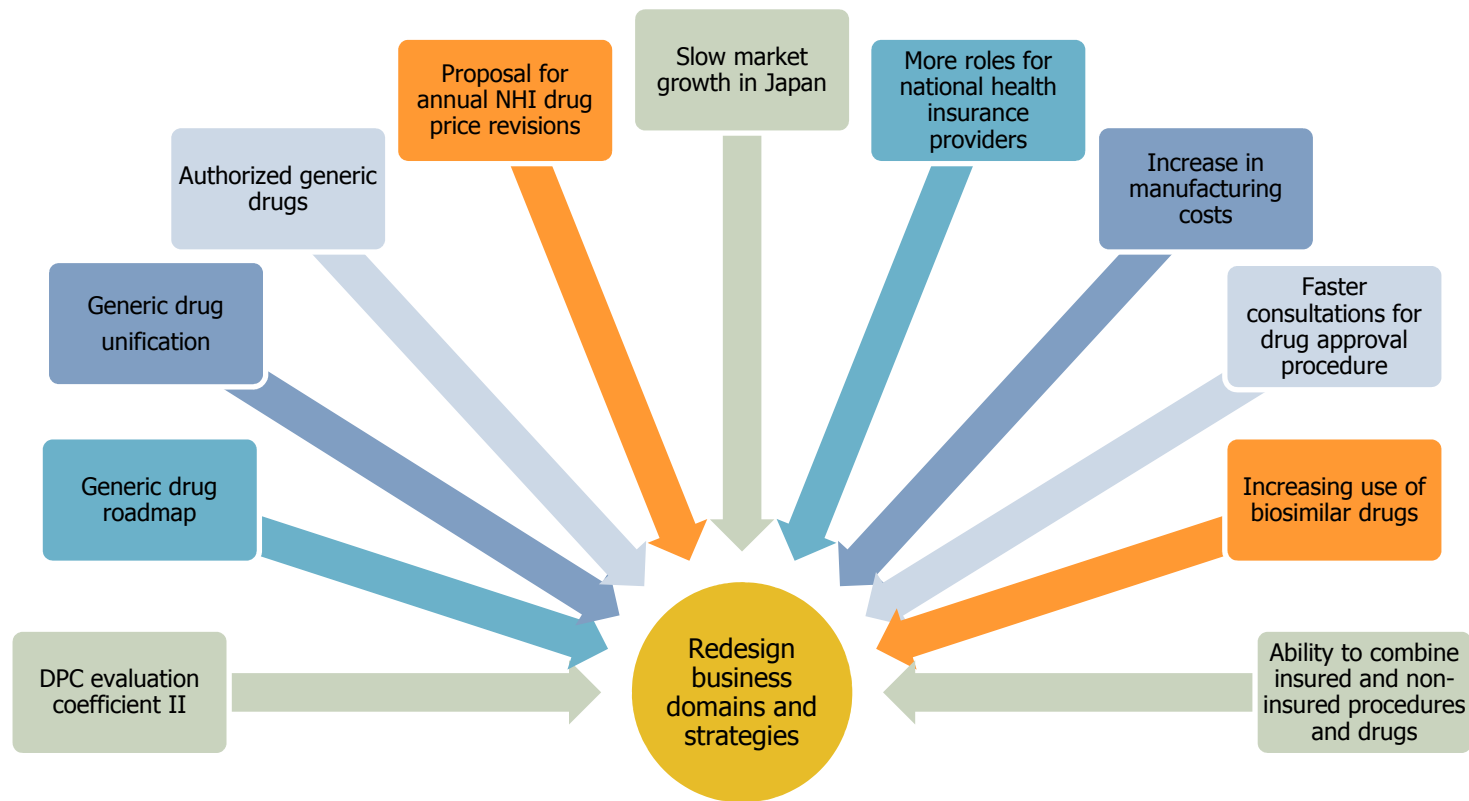 Slow market
growth in Japan
Proposal for
annual NHI drug
price revisions
More roles for
national health
insurance
providers
Authorized generic
drugs
Increase in
manufacturing
costs
Generic drug
unification
Faster
consultations for
drug approval
procedure
Generic drug
roadmap
Increasing use of
biosimilar drugs
DPC evaluation
coefficient II
Redesign
business
domains and
strategies
Ability to combine
insured and non-
insured procedures
and drugs